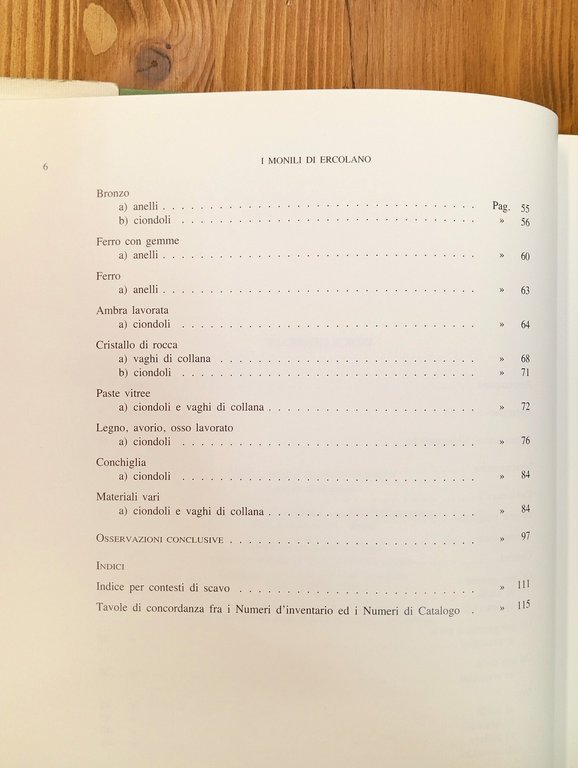 6 I MONILI DI ERCOLANO
Bronzo
a) anelli . . . . . . . . . . . . . . . . . . . . . . . . . . . . . . Pag. 55
b) ciondoli . . . . . . . . . . . . . . . . . . . . . . . . . . . . » 56
Ferro con gemme
a) anelli . . . . . . . . . . . . . . . . . . . . . . . . . . . . . . » 60
Ferro
a) anelli . . . . . . . . . . . . . . . . . . . . . . . . . . . . . . » 63
Ambra lavorata
a) ciondoli . . . . . . . . . . . . . . . . . . . . . . . . . . . . » 64
Cristallo di rocca
a) vaghi di collana . . . . . . . . . . . . . . . . . . . . . . . . » 68
b) ciondoli . . . . . . . . . . . . . . . . . . . . . . . . . . . . » 71
Paste vitree
a) ciondoli e vaghi di collana . . . . . . . . . . . . . . . . . . . . » 72
Legno, avorio, osso lavorato
a) ciondoli . . . . . . . . . . . . . . . . . . . . . . . . . . . . » 76
Conchiglia
a) ciondoli . . . . . . . . . . . . . . . . . . . . . . . . . . . . » 84
Materiali vari
a) ciondoli e vaghi di collana . . . . . . . . . . . . . . . . . . . . » 84
OSSERVAZIONI CONCLUSIVE . . . . . . . . . . . . . . . . . . . . . . . » 97
INDICI
Indice per contesti di scavo . . . . . . . . . . . . . . . . . . . . . . . . . » 111
Tavole di concordanza fra i Numeri d'inventario ed i Numeri di Catalogo . » 115